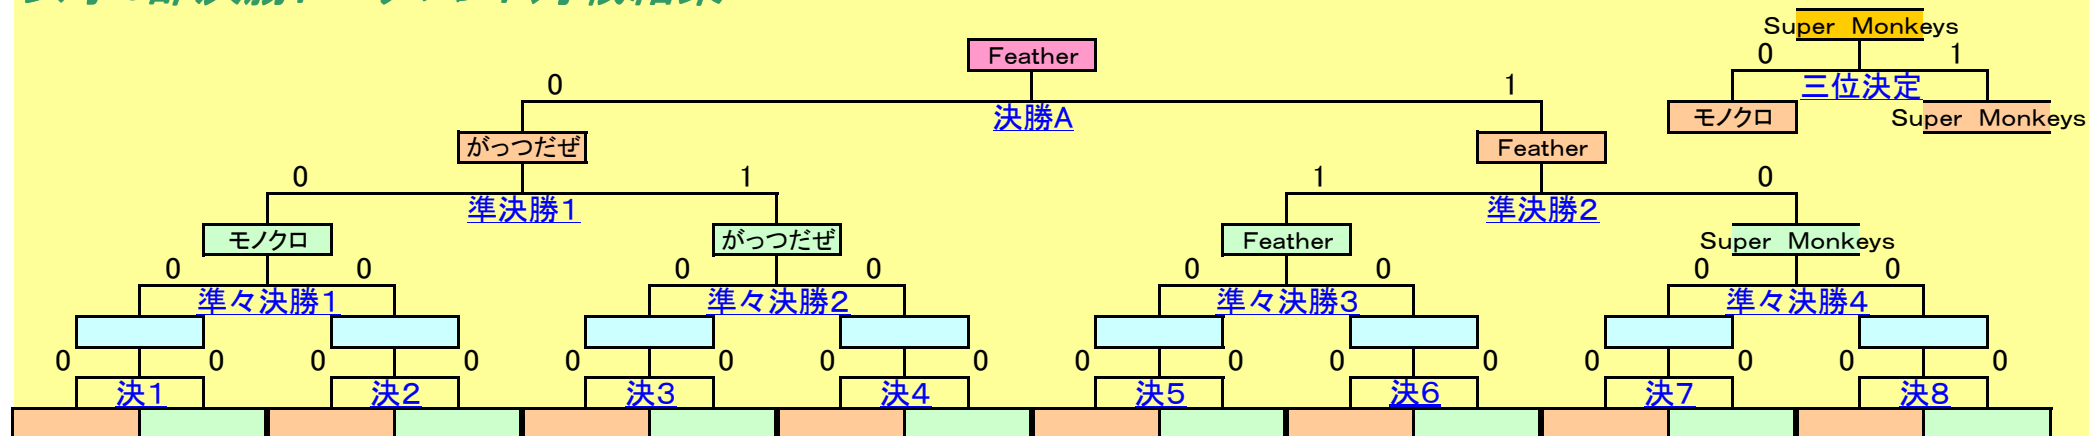 Super Monkeys
Feather
0 1
0 1
三位決定
決勝A
モノクロ Super Monkeys
がっつだぜ Feather
0 1 1 0
準決勝1 準決勝2
モノクロ がっつだぜ Feather Super Monkeys
0 0 0 0 0 0 0 0
準々決勝1 準々決勝2 準々決勝3 準々決勝4
0 0 0 0 0 0 0 0 0 0 0 0 0 0 0 0
決1 決2 決3 決4 決5 決6 決7 決8